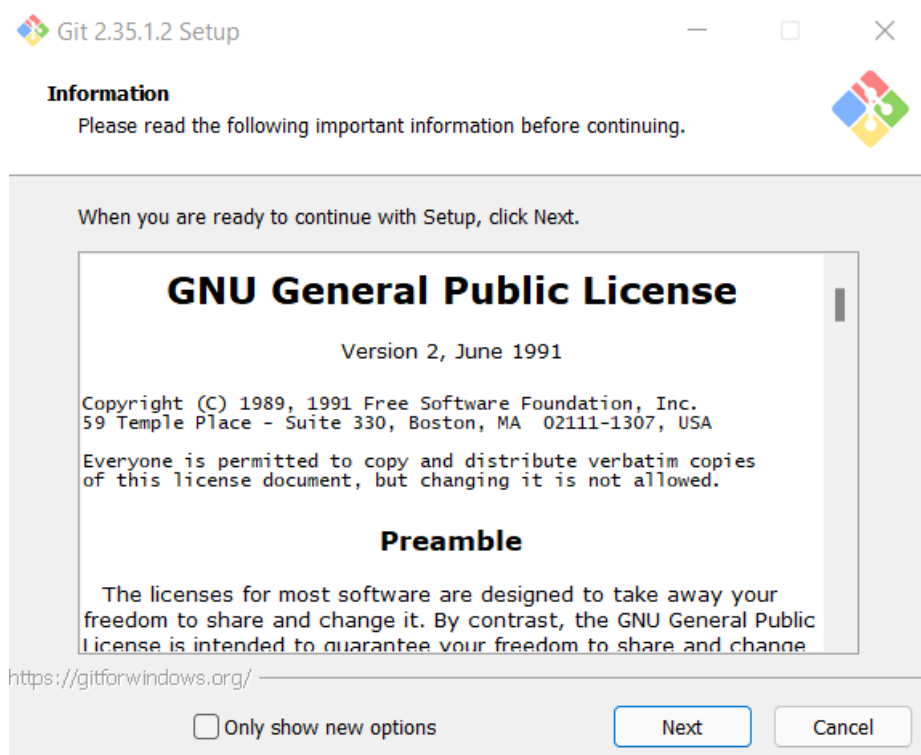 Git 2.35.1.2 Setup
Information
Please read the following important information before continuing.
When you are ready to continue with Setup, click Next.
GNU General Public License
Version 2, June 1991
Copyright (C) 1989, 1991 Free Software Foundation, Inc.
59 Temple Place - Suite 330, Boston, MA  02111-1307, USA
Everyone is permitted to copy and distribute verbatim copies
of this license document, but changing it is not allowed.
Preamble
The licenses for most software are designed to take away your
freedom to share and change it. By contrast, the GNU General Public
License is intended to guarantee your freedom to share and change
https://gitforwindows.org/
Only show new options
Next
Cancel